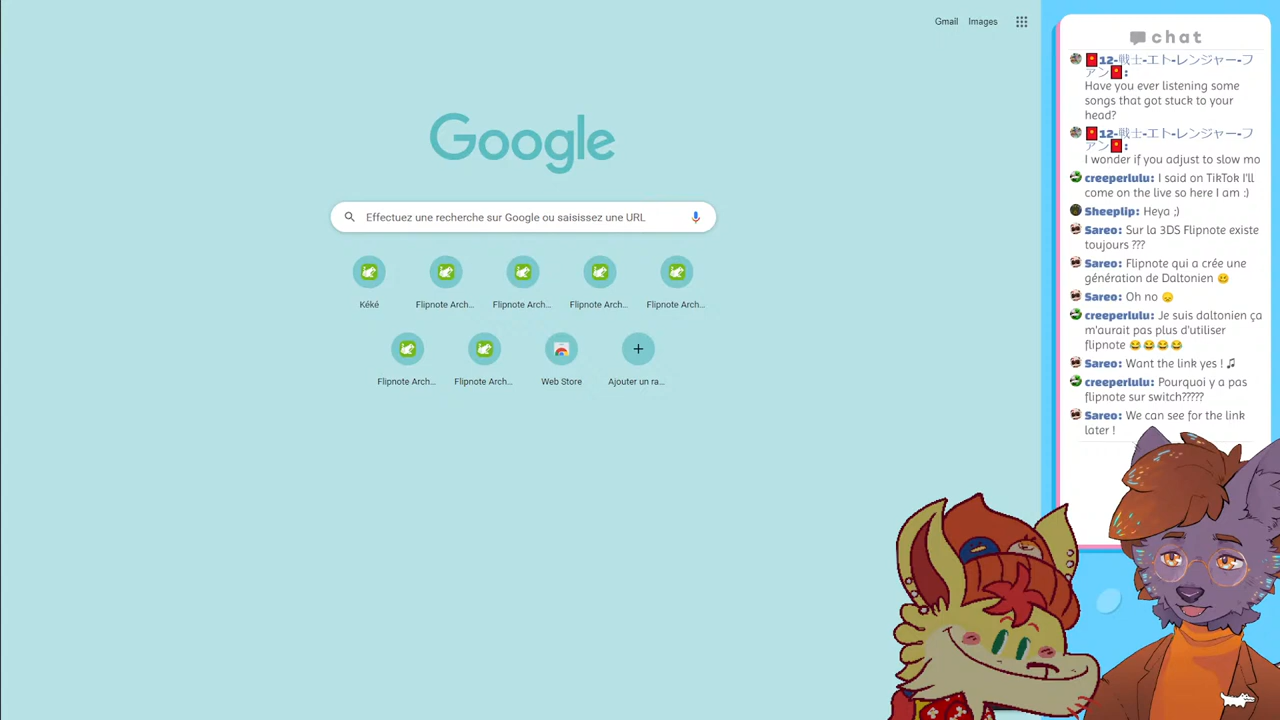 Gmail Images
Google
Effectuez une recherche sur Google ou saisissez une URL
Kéké
Flipnote Arch...
Flipnote Arch...
Flipnote Arch...
Flipnote Arch...
Flipnote Arch...
Flipnote Arch...
Web Store
Ajouter un ra...
chat
12-戦士-エト-レンジャー-フ
ァン:
Have you ever listening some
songs that got stuck to your
head?
12-戦士-エト-レンジャー-フ
ァン:
I wonder if you adjust to slow mo
creeperlulu: I said on TikTok I'll
come on the live so here I am :)
Sheeplip: Heya ;)
Sareo: Sur la 3DS Flipnote existe
toujours ???
Sareo: Flipnote qui a crée une
génération de Daltonien
Sareo: Oh no
creeperlulu: Je suis daltonien ça
m'aurait pas plus d'utiliser
flipnote
Sareo: Want the link yes !
creeperlulu: Pourquoi y a pas
flipnote sur switch?????
Sareo: We can see for the link
later !